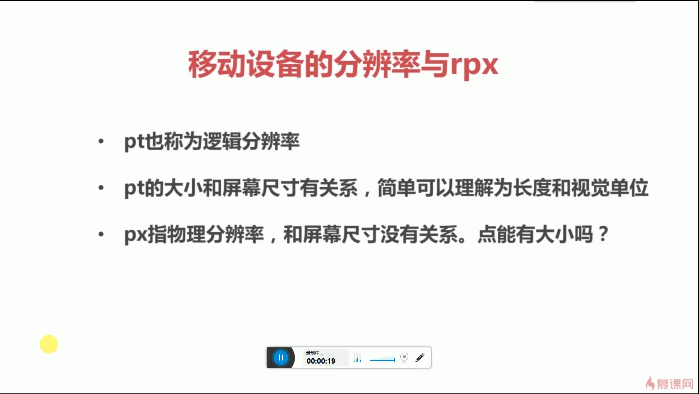 移动设备的分辨率与rpx
• pt也称为逻辑分辨率
• pt的大小和屏幕尺寸有关系，简单可以理解为长度和视觉单位
• px指物理分辨率，和屏幕尺寸没有关系。点能有大小吗？
00:00:19
慕课网